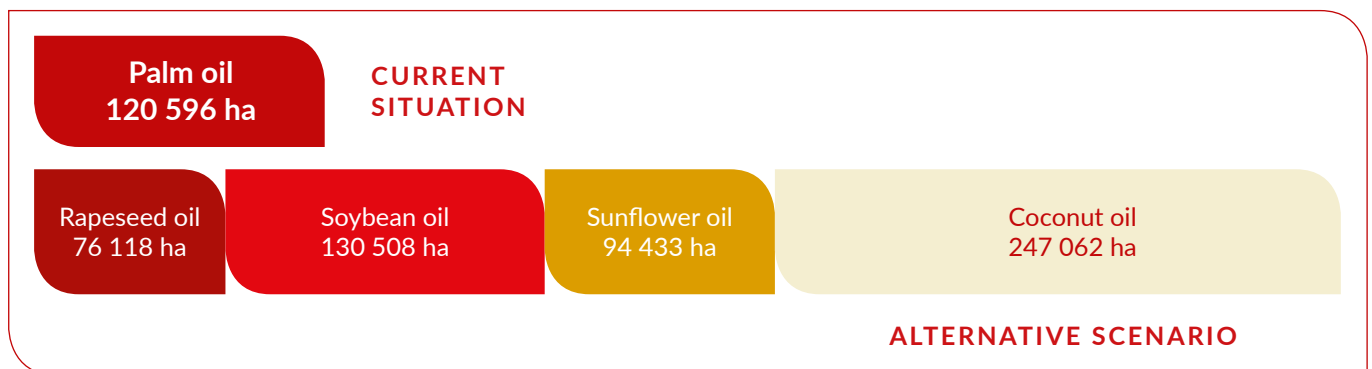 Palm oil
120 596 ha
CURRENT
SITUATION
Rapeseed oil
76 118 ha
Soybean oil
130 508 ha
Sunflower oil
94 433 ha
Coconut oil
247 062 ha
ALTERNATIVE SCENARIO